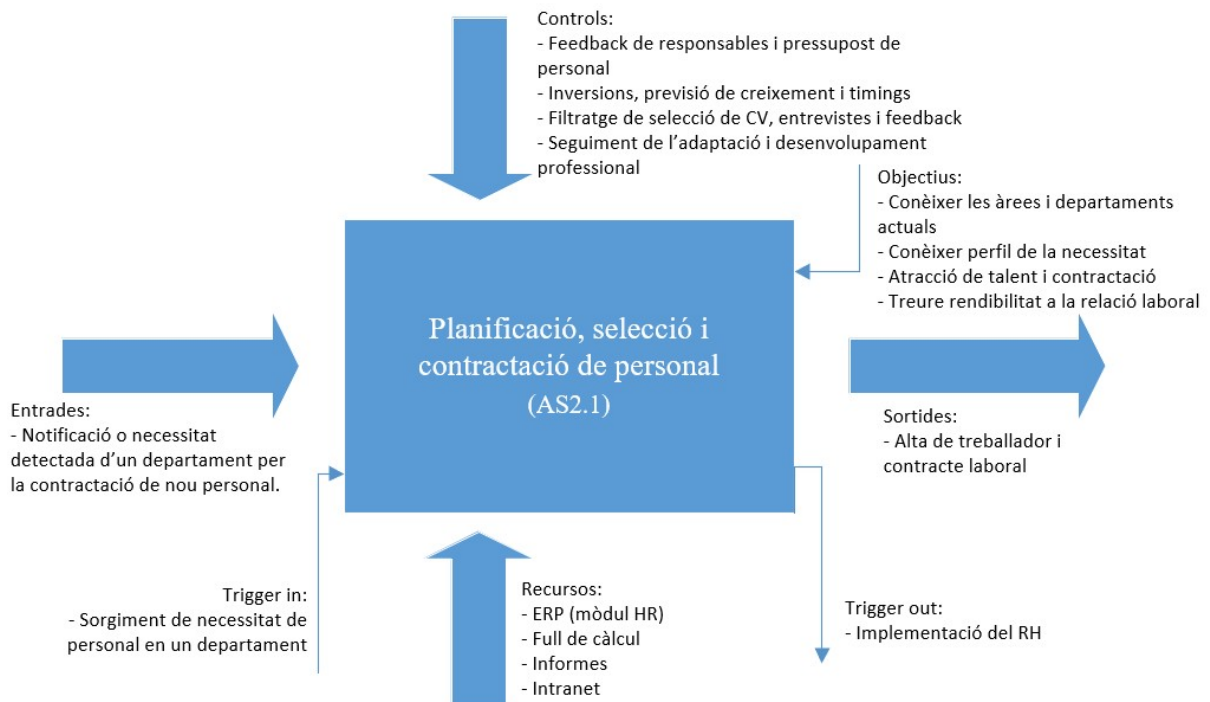 Controls:
- Feedback de responsables i pressupost de
personal
- Inversions, previsió de creixement i timings
- Filtratge de selecció de CV, entrevistes i feedback
- Seguiment de l’adaptació i desenvolupament
professional
Objectius:
- Conèixer les àrees i departaments
actuals
- Conèixer perfil de la necessitat
- Atracció de talent i contractació
- Treure rendibilitat a la relació laboral
Planificació, selecció i
contractació de personal
(AS2.1)
Entrades:
- Notificació o necessitat
detectada d’un departament per
la contractació de nou personal.
Sortides:
- Alta de treballador i
contracte laboral
Trigger in:
- Sorgiment de necessitat de
personal en un departament
Recursos:
- ERP (mòdul HR)
- Full de càlcul
- Informes
- Intranet
Trigger out:
- Implementació del RH